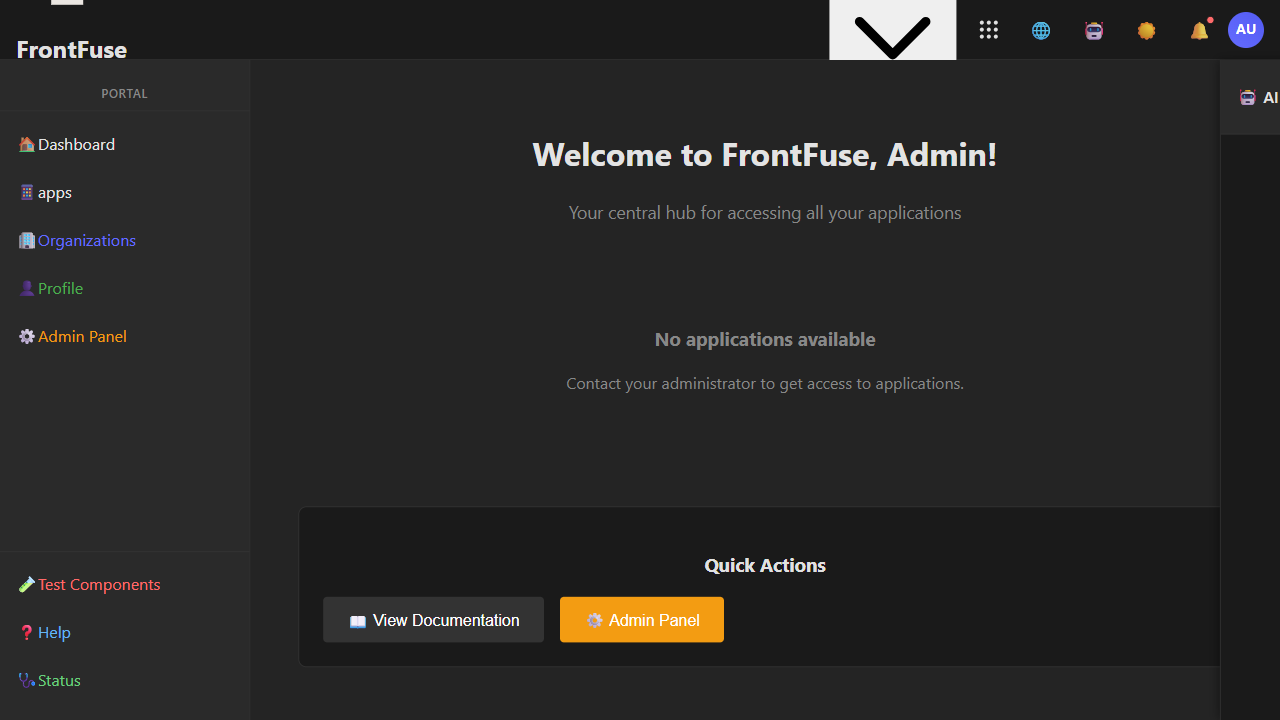 FrontFuse
AU
PORTAL
Dashboard
apps
Organizations
Profile
Admin Panel
Test Components
Help
Status
Welcome to FrontFuse, Admin!
Your central hub for accessing all your applications
No applications available
Contact your administrator to get access to applications.
Quick Actions
View Documentation
Admin Panel
AI